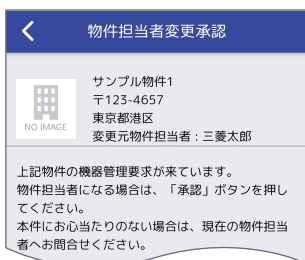 物件担当者変更承認
NO IMAGE
サンプル物件1
〒123-4657
東京都港区
変更元物件担当者：三菱太郎
上記物件の機器管理要求が来ています。
物件担当者になる場合は、「承認」ボタンを押し
てください。
本件にお心当たりのない場合は、現在の物件担当
者へお問合せください。